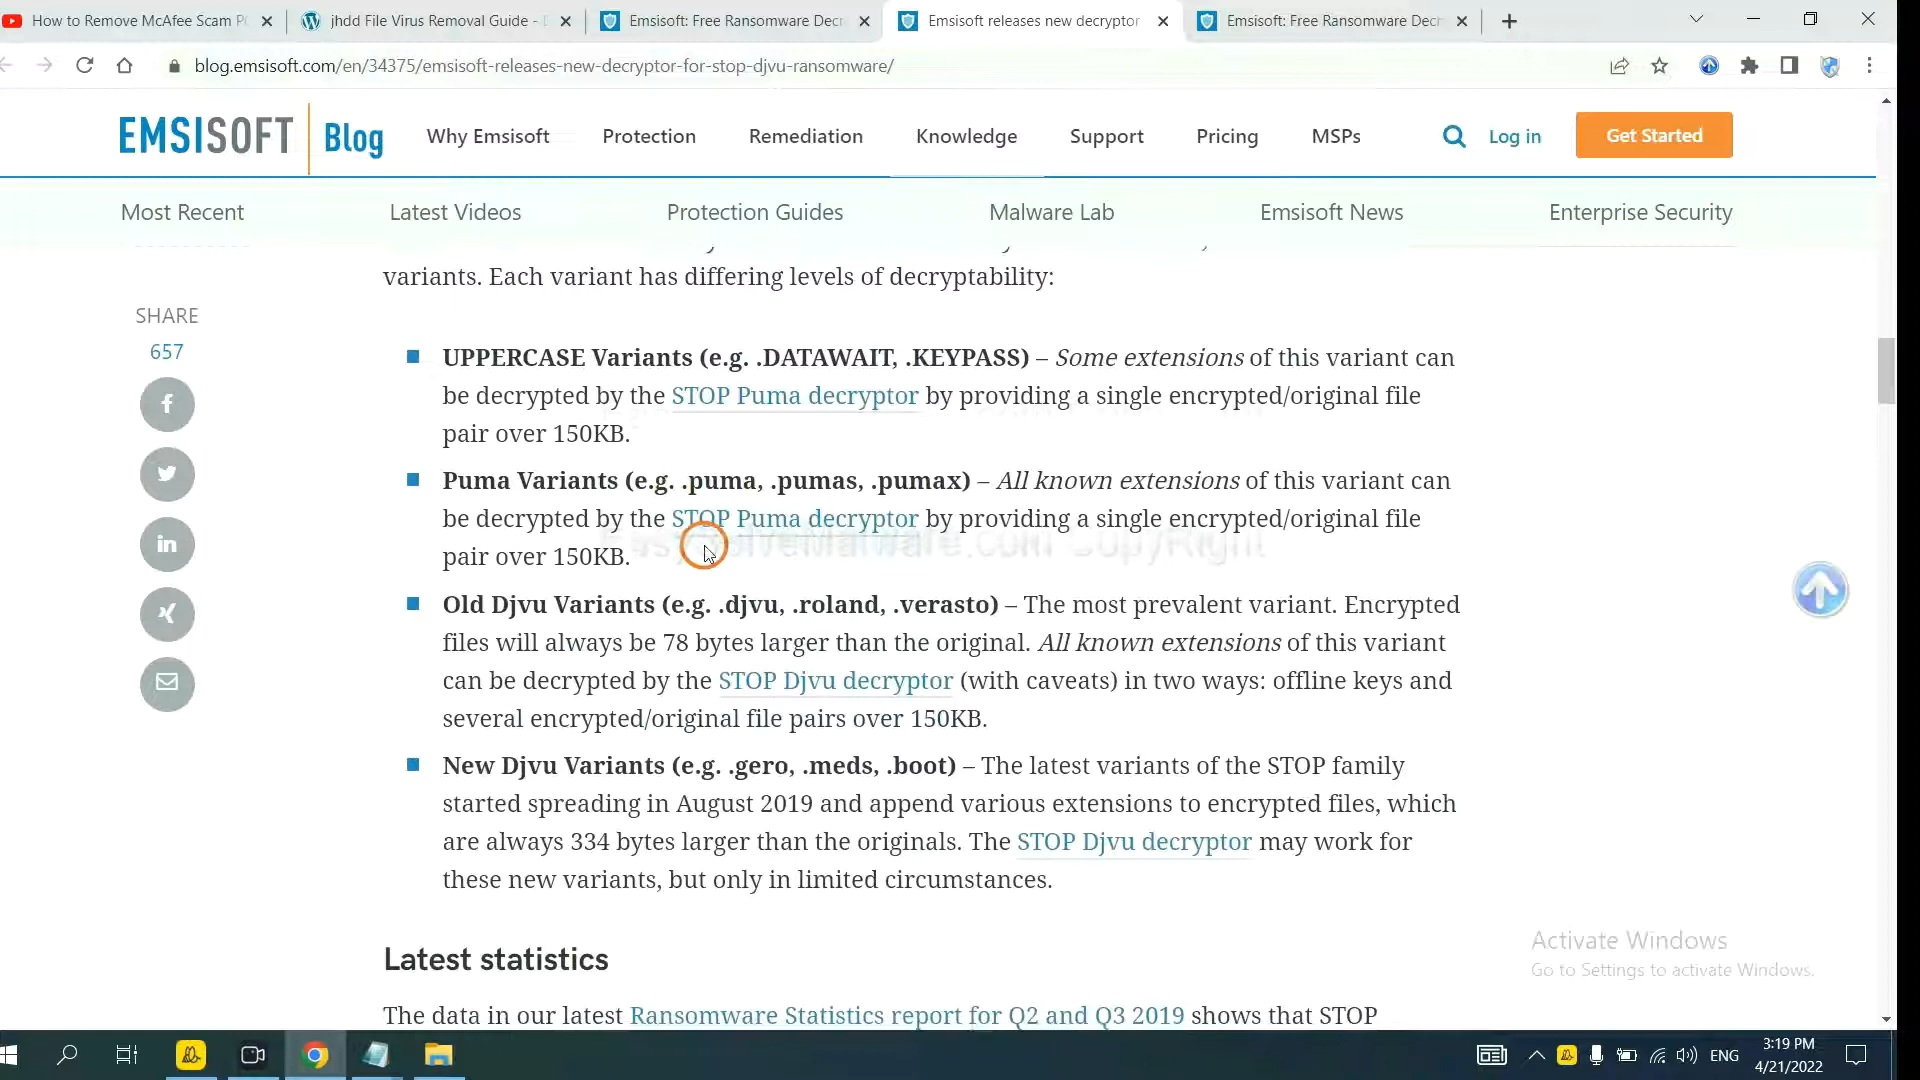 How to Remove McAfee Scam P
jhdd File Virus Removal Guide -
Emsisoft: Free Ransomware Decr
Emsisoft releases new decryptor
Emsisoft: Free Ransomware Decr
blog.emsisoft.com/en/34375/emsisoft-releases-new-decryptor-for-stop-djvu-ransomware/
EMSISOFT Blog
Why Emsisoft
Protection
Remediation
Knowledge
Support
Pricing
MSPs
Log in
Get Started
Most Recent
Latest Videos
Protection Guides
Malware Lab
Emsisoft News
Enterprise Security
SHARE
657
variants. Each variant has differing levels of decryptability:
UPPERCASE Variants (e.g. .DATAWAIT, .KEYPASS) – Some extensions of this variant can
be decrypted by the STOP Puma decryptor by providing a single encrypted/original file
pair over 150KB.
Puma Variants (e.g. .puma, .pumas, .pumax) – All known extensions of this variant can
be decrypted by the STOP Puma decryptor by providing a single encrypted/original file
pair over 150KB.
Old Djvu Variants (e.g. .djvu, .roland, .verasto) – The most prevalent variant. Encrypted
files will always be 78 bytes larger than the original. All known extensions of this variant
can be decrypted by the STOP Djvu decryptor (with caveats) in two ways: offline keys and
several encrypted/original file pairs over 150KB.
New Djvu Variants (e.g. .gero, .meds, .boot) – The latest variants of the STOP family
started spreading in August 2019 and append various extensions to encrypted files, which
are always 334 bytes larger than the originals. The STOP Djvu decryptor may work for
these new variants, but only in limited circumstances.
Latest statistics
The data in our latest Ransomware Statistics report for Q2 and Q3 2019 shows that STOP
Activate Windows
Go to Settings to activate Windows.
ENG
3:19 PM
4/21/2022